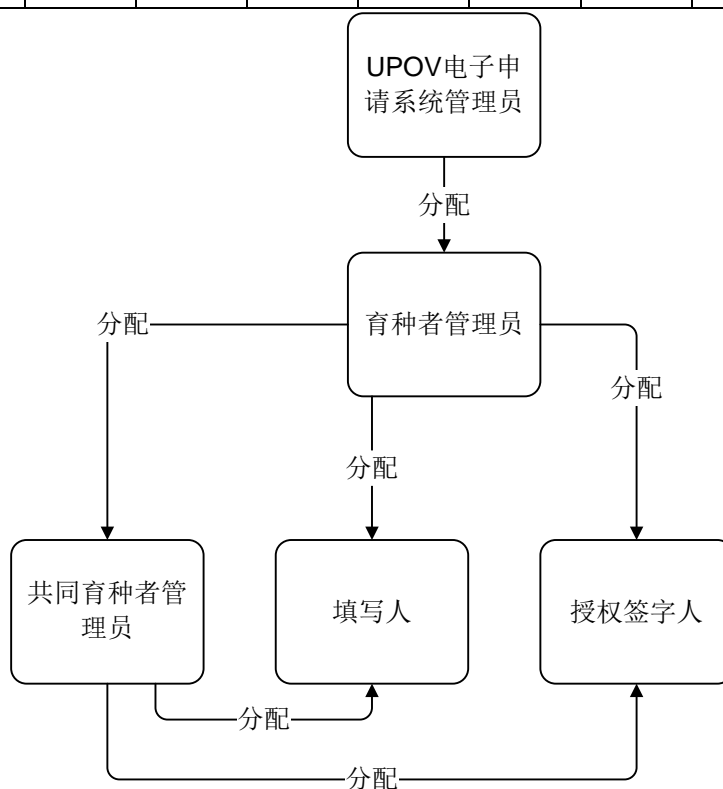 UPOV电子申
请系统管理员
分配
育种者管理员
分配
分配
分配
共同育种者管
理员
填写人
授权签字人
分配
分配